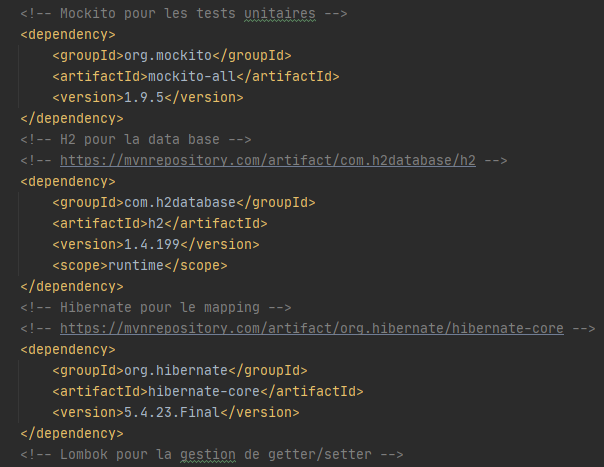 <!-- Mockito pour les tests unitaires -->
<dependency>
<groupId>org.mockito</groupId>
<artifactId>mockito-all</artifactId>
<version>1.9.5</version>
</dependency>
<!-- H2 pour la data base -->
<!-- https://mvnrepository.com/artifact/com.h2database/h2 -->
<dependency>
<groupId>com.h2database</groupId>
<artifactId>h2</artifactId>
<version>1.4.199</version>
<scope>runtime</scope>
</dependency>
<!-- Hibernate pour le mapping -->
<!-- https://mvnrepository.com/artifact/org.hibernate/hibernate-core -->
<dependency>
<groupId>org.hibernate</groupId>
<artifactId>hibernate-core</artifactId>
<version>5.4.23.Final</version>
</dependency>
<!-- Lombok pour la gestion de getter/setter -->